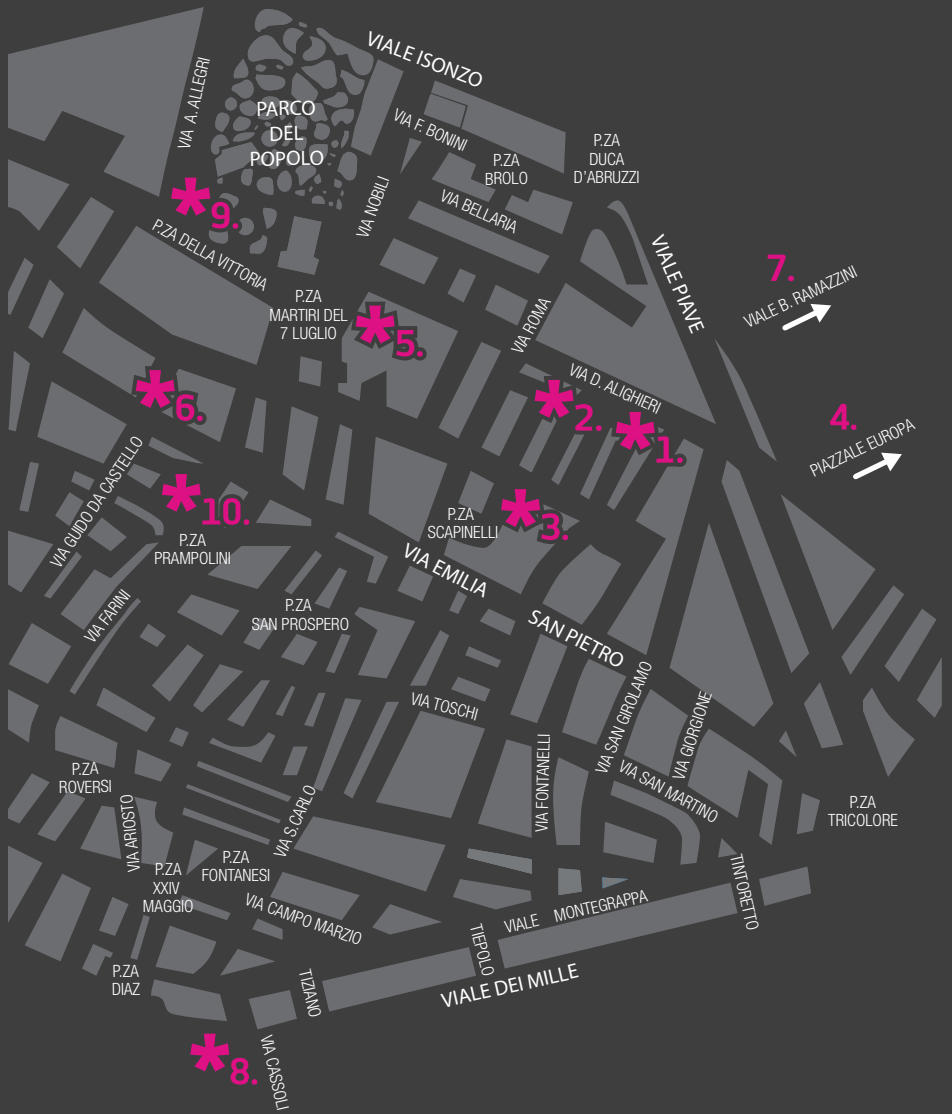 VIALE ISONZO
VIA A. ALLEGRI
PARCO
DEL
POPOLO
VIA F. BONINI
P.ZA
BROLO
P.ZA
DUCA
D'ABRUZZI
VIA NOBILI
VIA BELLARIA
9.
P.ZA DELLA VITTORIA
VIALE PIAVE
7.
VIALE B. RAMAZZINI
P.ZA
MARTIRI DEL
7 LUGLIO
5.
VIA ROMA
VIA D. ALIGHIERI
6.
2.
1.
4.
PIAZZALE EUROPA
VIA GUIDO DA CASTELLO
10.
P.ZA
PRAMPOLINI
P.ZA
SCAPINELLI
3.
VIA EMILIA
SAN PIETRO
VIA FARINI
P.ZA
SAN PROSPERO
VIA TOSCHI
VIA SAN GIROLAMO
VIA GIORGIONE
VIA FONTANELLI
VIA SAN MARTINO
P.ZA
ROVERSI
VIA ARIOSTO
VIA S.CARLO
P.ZA
TRICOLORE
P.ZA
XXIV
MAGGIO
P.ZA
FONTANESI
VIA CAMPO MARZIO
TIEPOLO
VIALE MONTEGRAPPA
TINTORETTO
P.ZA
DIAZ
TIZIANO
VIALE DEI MILLE
8.
VIA CASSOLI